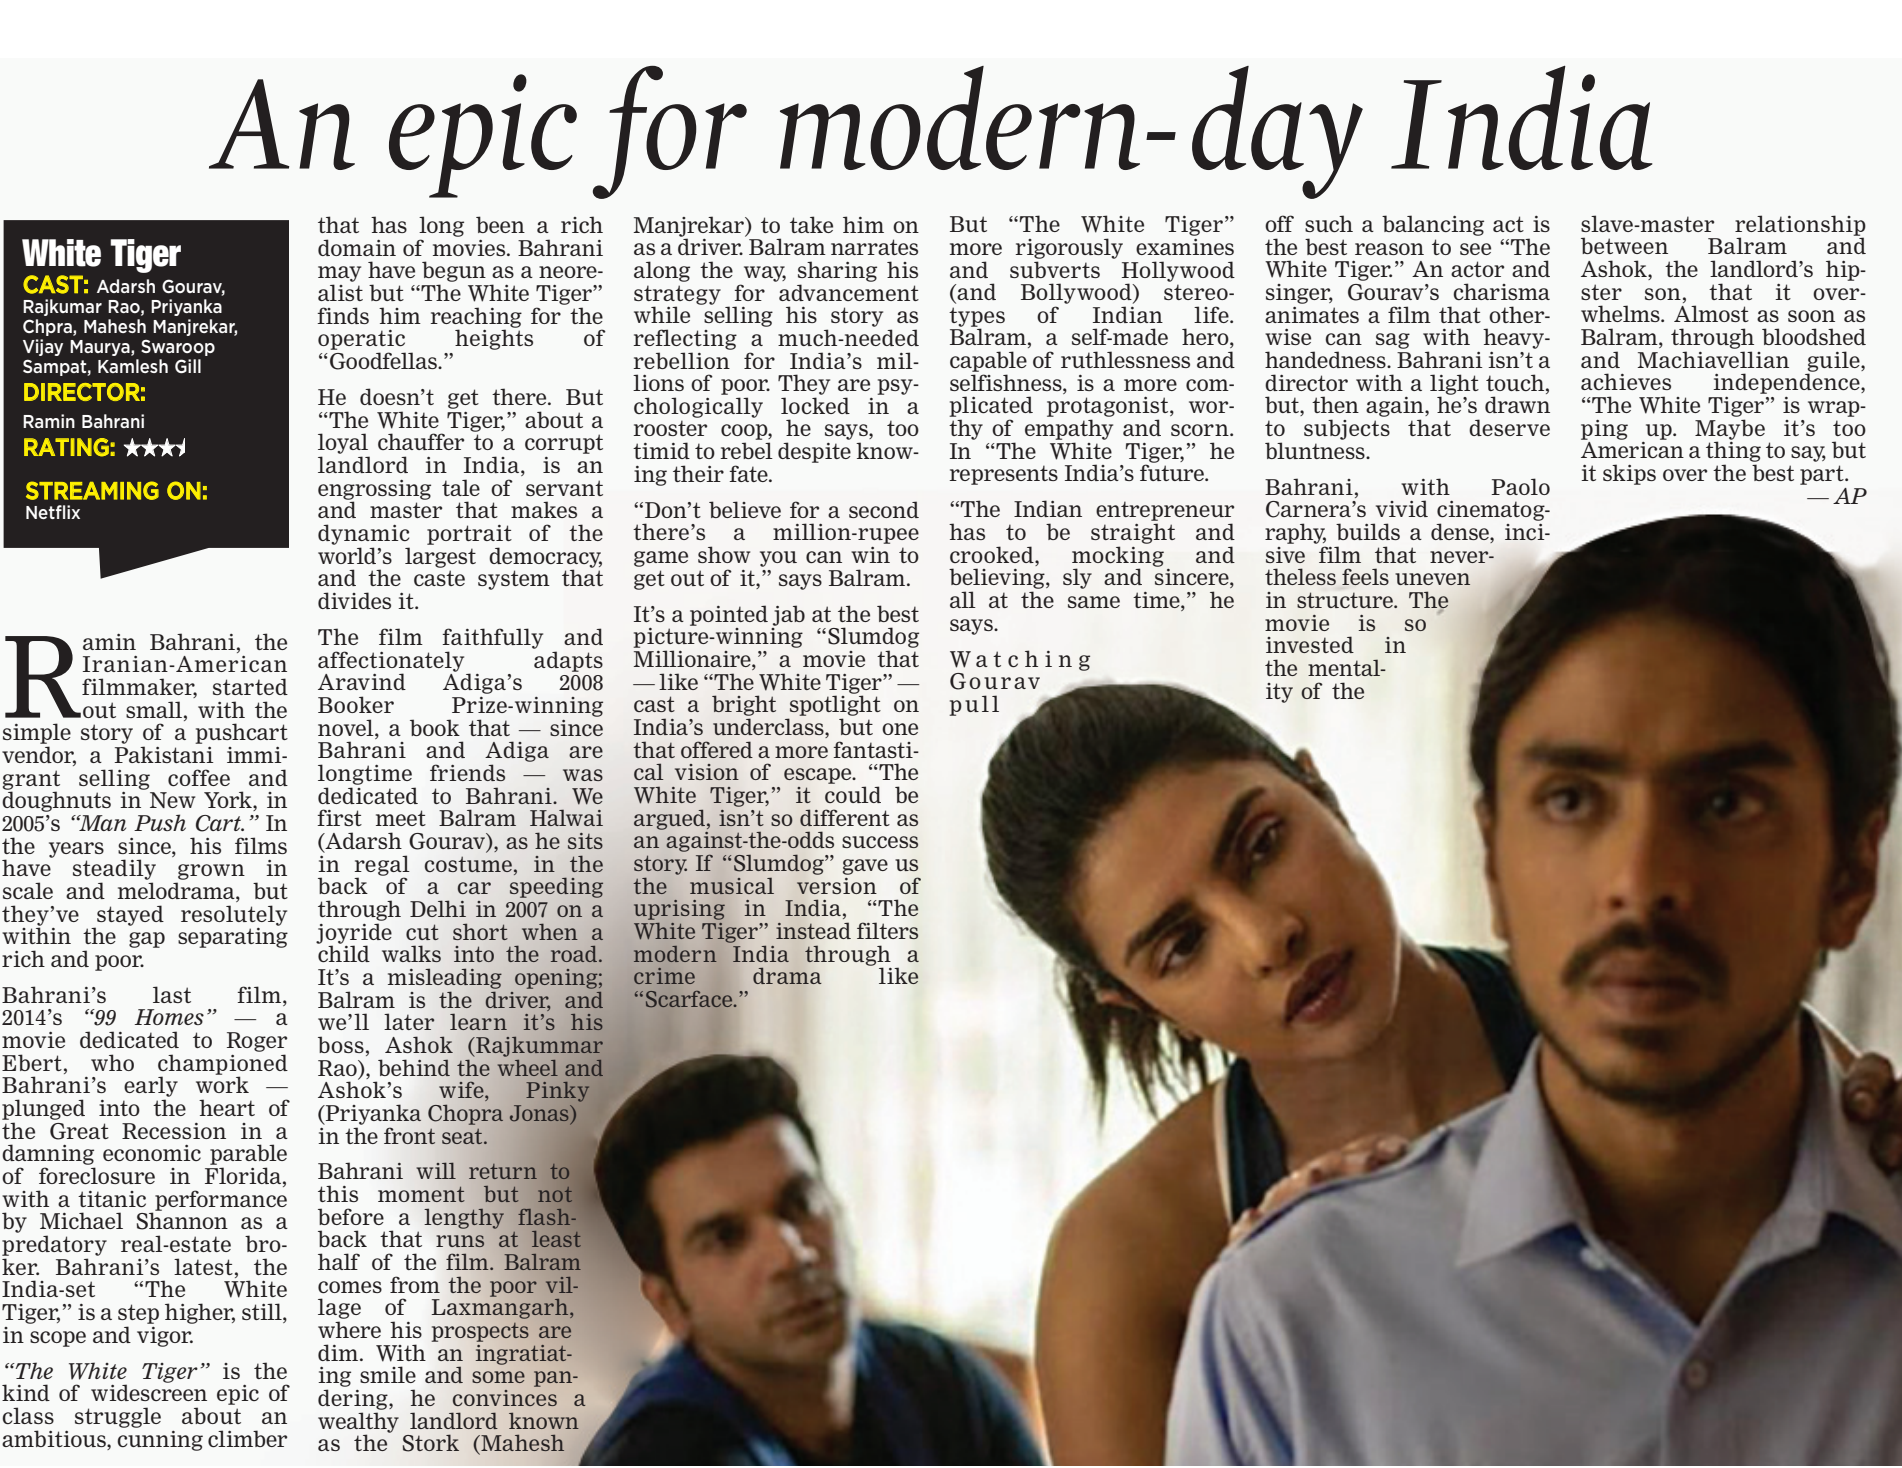 An epic for modern-day India
White Tiger
CAST: Adarsh Gourav,
Rajkumar Rao, Priyanka
Chpra, Mahesh Manjrekar,
Vijay Maurya, Swaroop
Sampat, Kamlesh Gill
DIRECTOR:
Ramin Bahrani
RATING:
STREAMING ON:
Netflix
Ramin Bahrani, the
Iranian-American
filmmaker, started
out small, with the
simple story of a pushcart
vendor, a Pakistani immi-
grant selling coffee and
doughnuts in New York, in
2005's “Man Push Cart.” In
the years since, his films
have steadily grown in
scale and melodrama, but
they've stayed resolutely
within the gap separating
rich and poor.
Bahrani's last film,
2014's “99 Homes” — a
movie dedicated to Roger
Ebert, who championed
Bahrani's early work —
plunged into the heart of
the Great Recession in a
damning economic parable
of foreclosure in Florida,
with a titanic performance
by Michael Shannon as a
predatory real-estate bro-
ker. Bahrani's latest, the
India-set “The White
Tiger,” is a step higher, still,
in scope and vigor.
“The White Tiger” is the
kind of widescreen epic of
class struggle about an
ambitious, cunning climber
that has long been a rich
domain of movies. Bahrani
may have begun as a neore-
alist but “The White Tiger”
finds him reaching for the
operatic heights of
“Goodfellas.”
He doesn't get there. But
“The White Tiger,” about a
loyal chauffer to a corrupt
landlord in India, is an
engrossing tale of servant
and master that makes a
dynamic portrait of the
world's largest democracy,
and the caste system that
divides it.
The film faithfully and
affectionately adapts
Aravind Adiga's 2008
Booker Prize-winning
novel, a book that — since
Bahrani and Adiga are
longtime friends — was
dedicated to Bahrani. We
first meet Balram Halwai
(Adarsh Gourav), as he sits
in regal costume, in the
back of a car speeding
through Delhi in 2007 on a
joyride cut short when a
child walks into the road.
It's a misleading opening;
Balram is the driver, and
we'll later learn it's his
boss, Ashok (Rajkummar
Rao), behind the wheel and
Ashok's wife, Pinky
(Priyanka Chopra Jonas)
in the front seat.
Bahrani will return to
this moment but not
before a lengthy flash-
back that runs at least
half of the film. Balram
comes from the poor vil-
lage of Laxmangarh,
where his prospects are
dim. With an ingratiat-
ing smile and some pan-
dering, he convinces a
wealthy landlord known
as the Stork (Mahesh
Manjrekar) to take him on
as a driver. Balram narrates
along the way, sharing his
strategy for advancement
while selling his story as
reflecting a much-needed
rebellion for India's mil-
lions of poor. They are psy-
chologically locked in a
rooster coop, he says, too
timid to rebel despite know-
ing their fate.
“Don't believe for a second
there's a million-rupee
game show you can win to
get out of it,” says Balram.
It's a pointed jab at the best
picture-winning “Slumdog
Millionaire,” a movie that
— like “The White Tiger” —
cast a bright spotlight on
India's underclass, but one
that offered a more fantasti-
cal vision of escape. “The
White Tiger,” it could be
argued, isn't so different as
an against-the-odds success
story. If “Slumdog” gave us
the musical version of
uprising in India, “The
White Tiger” instead filters
modern India through a
crime drama like
“Scarface.”
But “The White Tiger”
more rigorously examines
and subverts Hollywood
(and Bollywood) stereo-
types of Indian life.
Balram, a self-made hero,
capable of ruthlessness and
selfishness, is a more com-
plicated protagonist, wor-
thy of empathy and scorn.
In “The White Tiger,” he
represents India's future.
“The Indian entrepreneur
has to be straight and
crooked, mocking and
believing, sly and sincere,
all at the same time,” he
says.
Watching
Gourav
pull
off such a balancing act is
the best reason to see “The
White Tiger.” An actor and
singer, Gourav's charisma
animates a film that other-
wise can sag with heavy-
handedness. Bahrani isn't a
director with a light touch,
but, then again, he's drawn
to subjects that deserve
bluntness.
Bahrani, with Paolo
Carnera's vivid cinematog-
raphy, builds a dense, inci-
sive film that never-
theless feels uneven
in structure. The
movie is so
invested in
the mental-
ity of the
slave-master relationship
between Balram and
Ashok, the landlord's hip-
ster son, that it over-
whelms. Almost as soon as
Balram, through bloodshed
and Machiavellian guile,
achieves independence,
“The White Tiger” is wrap-
ping up. Maybe it's too
American a thing to say, but
it skips over the best part.
— AP